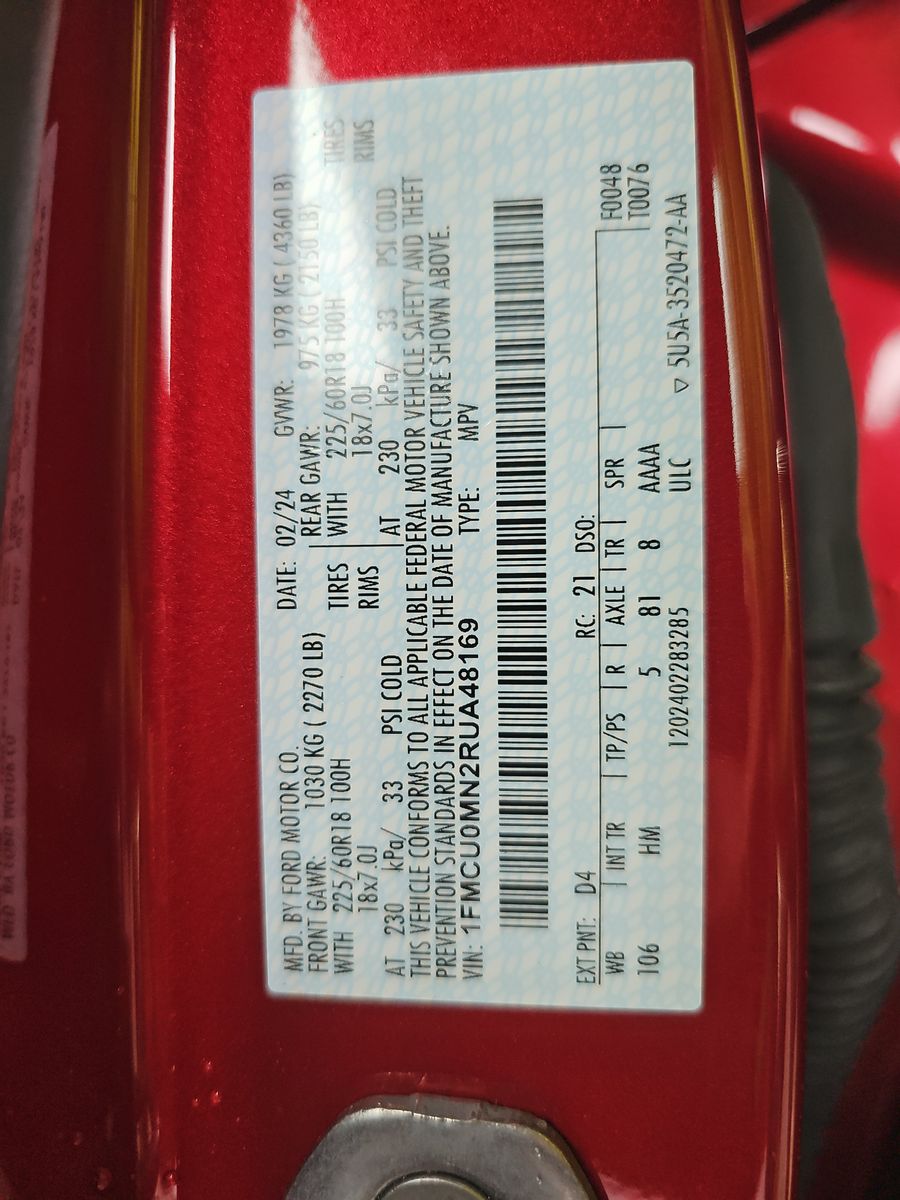 MFD. BY FORD MOTOR CO. DATE: 02/24 GVWR: 1978 KG ( 4360 LB)
FRONT GAWR: 1030 KG ( 2270 LB) REAR GAWR: 975 KG ( 2150 LB)
WITH 225/60R18 100H TIRES WITH 225/60R18 100H TIRES
18x7.0J RIMS 18x7.0J RIMS
AT 230 kPa/ 33 PSI COLD AT 230 kPa/ 33 PSI COLD
THIS VEHICLE CONFORMS TO ALL APPLICABLE FEDERAL MOTOR VEHICLE SAFETY AND THEFT
PREVENTION STANDARDS IN EFFECT ON THE DATE OF MANUFACTURE SHOWN ABOVE.
VIN: 1FMCU0MN2RUA48169 TYPE: MPV
EXT PNT: D4 RC: 21 DSO: F0048
WB INT TR TP/PS R AXLE TR SPR T0076
106 HM 5 81 8 AAAA
1202402283285 ULC ▽ 5U5A-3520472-AA